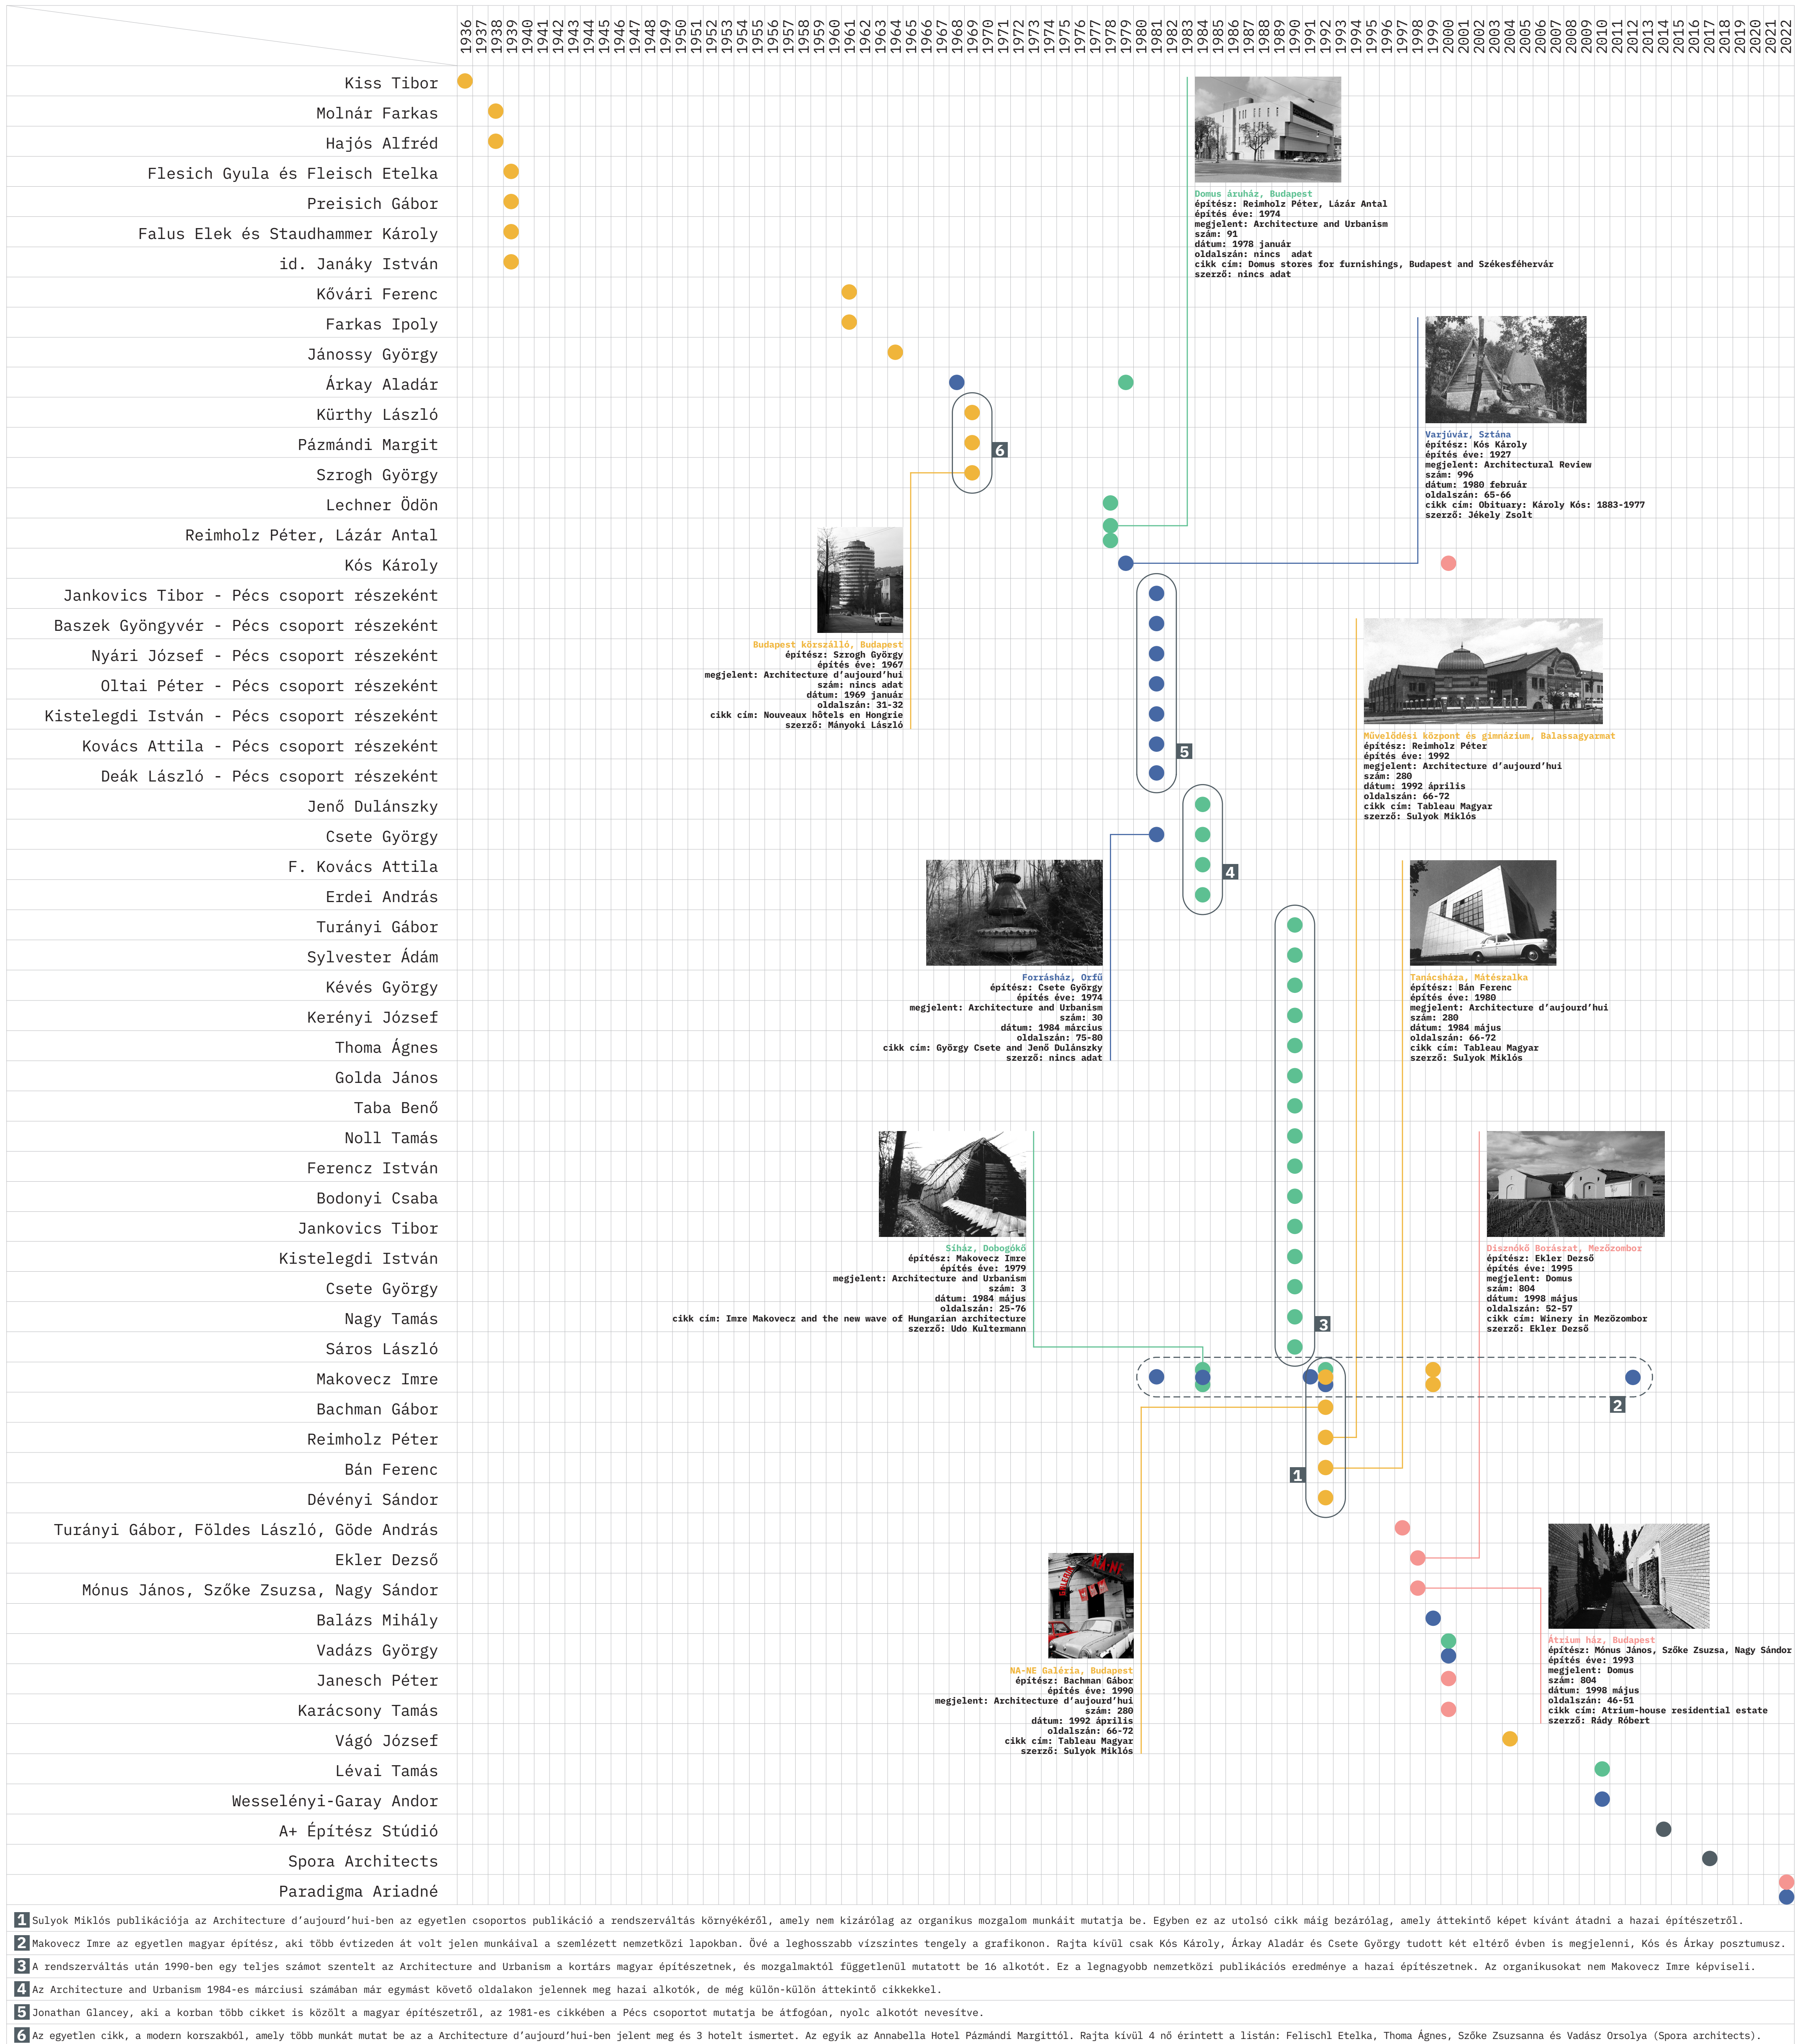 1936 1937 1938 1939 1940 1941 1942 1943 1944 1945 1946 1947 1948 1949 1950 1951 1952 1953 1954 1955 1956 1957 1958 1959 1960 1961 1962 1963 1964 1965 1966 1967 1968 1969 1970 1971 1972 1973 1974 1975 1976 1977 1978 1979 1980 1981 1982 1983 1984 1985 1986 1987 1988 1989 1990 1991 1992 1993 1994 1995 1996 1997 1998 1999 2000 2001 2002 2003 2004 2005 2006 2007 2008 2009 2010 2011 2012 2013 2014 2015 2016 2017 2018 2019 2020 2021 2022
Kiss Tibor
Molnár Farkas
Hajós Alfréd
Flesich Gyula és Fleisch Etelka
Preisich Gábor
Falus Elek és Staudhammer Károly
id. Janáky István
Kővári Ferenc
Farkas Ipoly
Jánossy György
Árkay Aladár
Kürthy László
Pázmándi Margit
Szrogh György
Lechner Ödön
Reimholz Péter, Lázár Antal
Kós Károly
Jankovics Tibor - Pécs csoport részeként
Baszek Gyöngyvér - Pécs csoport részeként
Nyári József - Pécs csoport részeként
Oltai Péter - Pécs csoport részeként
Kistelegdi István - Pécs csoport részeként
Kovács Attila - Pécs csoport részeként
Deák László - Pécs csoport részeként
Jenő Dulánszky
Csete György
F. Kovács Attila
Erdei András
Turányi Gábor
Sylvester Ádám
Kévés György
Kerényi József
Thoma Ágnes
Golda János
Taba Benő
Noll Tamás
Ferencz István
Bodonyi Csaba
Jankovics Tibor
Kistelegdi István
Csete György
Nagy Tamás
Sáros László
Makovecz Imre
Bachman Gábor
Reimholz Péter
Bán Ferenc
Dévényi Sándor
Turányi Gábor, Földes László, Göde András
Ekler Dezső
Mónus János, Szőke Zsuzsa, Nagy Sándor
Balázs Mihály
Vadázs György
Janesch Péter
Karácsony Tamás
Vágó József
Lévai Tamás
Wesselényi-Garay Andor
A+ Építész Stúdió
Spora Architects
Paradigma Ariadné
Domus áruház, Budapest
építész: Reimholz Péter, Lázár Antal
építés éve: 1974
megjelent: Architecture and Urbanism
szám: 91
dátum: 1978 január
oldalszán: nincs adat
cikk cím: Domus stores for furnishings, Budapest and Székesféhervár
szerző: nincs adat
Varjúvár, Sztána
építész: Kós Károly
építés éve: 1927
megjelent: Architectural Review
szám: 996
dátum: 1980 február
oldalszán: 65-66
cikk cím: Obituary: Károly Kós: 1883-1977
szerző: Jékely Zsolt
6
Budapest körszálló, Budapest
építész: Szrogh György
építés éve: 1967
megjelent: Architecture d’aujourd’hui
szám: nincs adat
dátum: 1969 január
oldalszán: 31-32
cikk cím: Nouveaux hôtels en Hongrie
szerző: Mányoki László
5
Művelődési központ és gimnázium, Balassagyarmat
építész: Reimholz Péter
építés éve: 1992
megjelent: Architecture d’aujourd’hui
szám: 280
dátum: 1992 április
oldalszán: 66-72
cikk cím: Tableau Magyar
szerző: Sulyok Miklós
4
Forrásház, Orfű
építész: Csete György
építés éve: 1974
megjelent: Architecture and Urbanism
szám: 30
dátum: 1984 március
oldalszán: 75-80
cikk cím: György Csete and Jenő Dulánszky
szerző: nincs adat
Tanácsháza, Mátészalka
építész: Bán Ferenc
építés éve: 1980
megjelent: Architecture d’aujourd’hui
szám: 280
dátum: 1984 május
oldalszán: 66-72
cikk cím: Tableau Magyar
szerző: Sulyok Miklós
Síház, Dobogókő
építész: Makovecz Imre
építés éve: 1979
megjelent: Architecture and Urbanism
szám: 3
dátum: 1984 május
oldalszán: 25-76
cikk cím: Imre Makovecz and the new wave of Hungarian architecture
szerző: Udo Kultermann
3
Disznókő Borászat, Mezőzombor
építész: Ekler Dezső
építés éve: 1995
megjelent: Domus
szám: 804
dátum: 1998 május
oldalszán: 52-57
cikk cím: Winery in Mezözombor
szerző: Ekler Dezső
2
1
GALÉRIA
NA-NE
NA-NE Galéria, Budapest
építész: Bachman Gábor
építés éve: 1990
megjelent: Architecture d’aujourd’hui
szám: 280
dátum: 1992 április
oldalszán: 66-72
cikk cím: Tableau Magyar
szerző: Sulyok Miklós
Átrium ház, Budapest
építész: Mónus János, Szőke Zsuzsa, Nagy Sándor
építés éve: 1993
megjelent: Domus
szám: 804
dátum: 1998 május
oldalszán: 46-51
cikk cím: Atrium-house residential estate
szerző: Rády Róbert
1 Sulyok Miklós publikációja az Architecture d’aujourd’hui-ben az egyetlen csoportos publikáció a rendszerváltás környékéről, amely nem kizárólag az organikus mozgalom munkáit mutatja be. Egyben ez az utolsó cikk máig bezárólag, amely áttekintő képet kívánt átadni a hazai építészetről.
2 Makovecz Imre az egyetlen magyar építész, aki több évtizeden át volt jelen munkáival a szemlézett nemzetközi lapokban. Övé a leghosszabb vízszintes tengely a grafikonon. Rajta kívül csak Kós Károly, Árkay Aladár és Csete György tudott két eltérő évben is megjelenni, Kós és Árkay posztumusz.
3 A rendszerváltás után 1990-ben egy teljes számot szentelt az Architecture and Urbanism a kortárs magyar építészetnek, és mozgalmaktól függetlenül mutatott be 16 alkotót. Ez a legnagyobb nemzetközi publikációs eredménye a hazai építészetnek. Az organikusokat nem Makovecz Imre képviseli.
4 Az Architecture and Urbanism 1984-es márciusi számában már egymást követő oldalakon jelennek meg hazai alkotók, de még külön-külön áttekintő cikkekkel.
5 Jonathan Glancey, aki a korban több cikket is közölt a magyar építészetről, az 1981-es cikkében a Pécs csoportot mutatja be átfogóan, nyolc alkotót nevesítve.
6 Az egyetlen cikk, a modern korszakból, amely több munkát mutat be az a Architecture d’aujourd’hui-ben jelent meg és 3 hotelt ismertet. Az egyik az Annabella Hotel Pázmándi Margittól. Rajta kívül 4 nő érintett a listán: Felischl Etelka, Thoma Ágnes, Szőke Zsuzsanna és Vadász Orsolya (Spora architects).